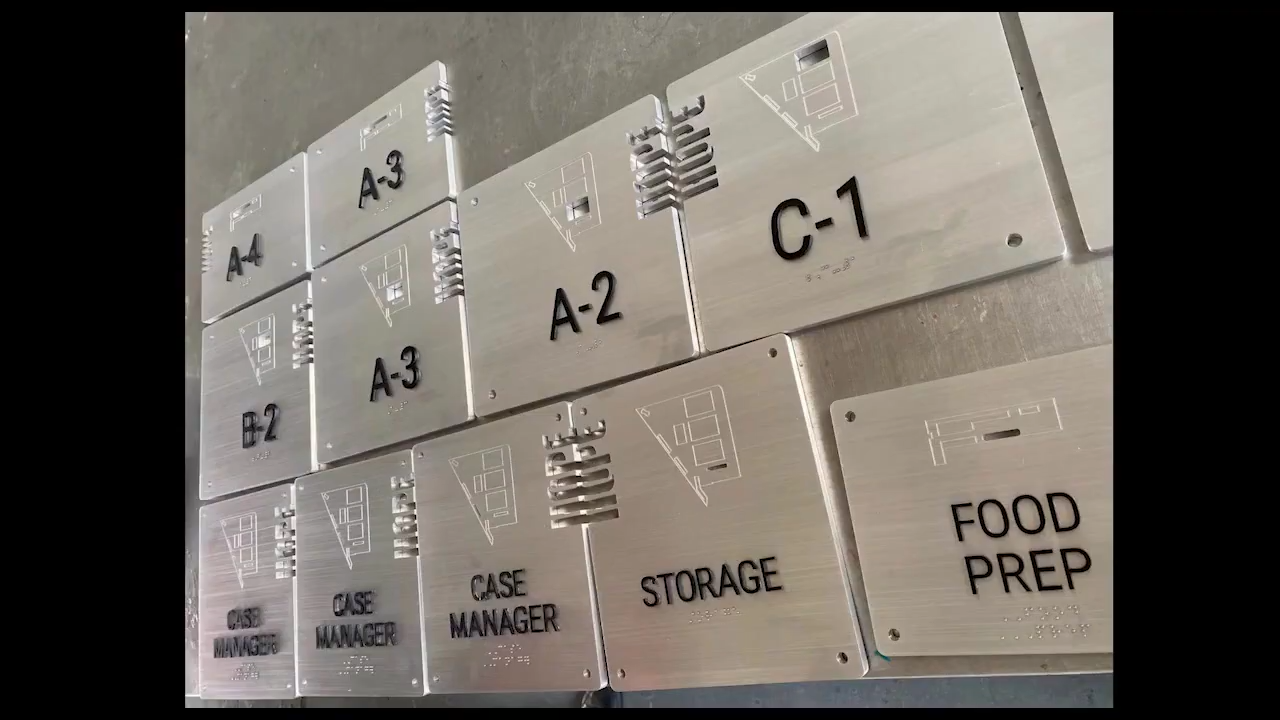 A-4
A-3
A-2
C-1
B-2
A-3
CASE
MANAGER
CASE
MANAGER
CASE
MANAGER
STORAGE
FOOD
PREP